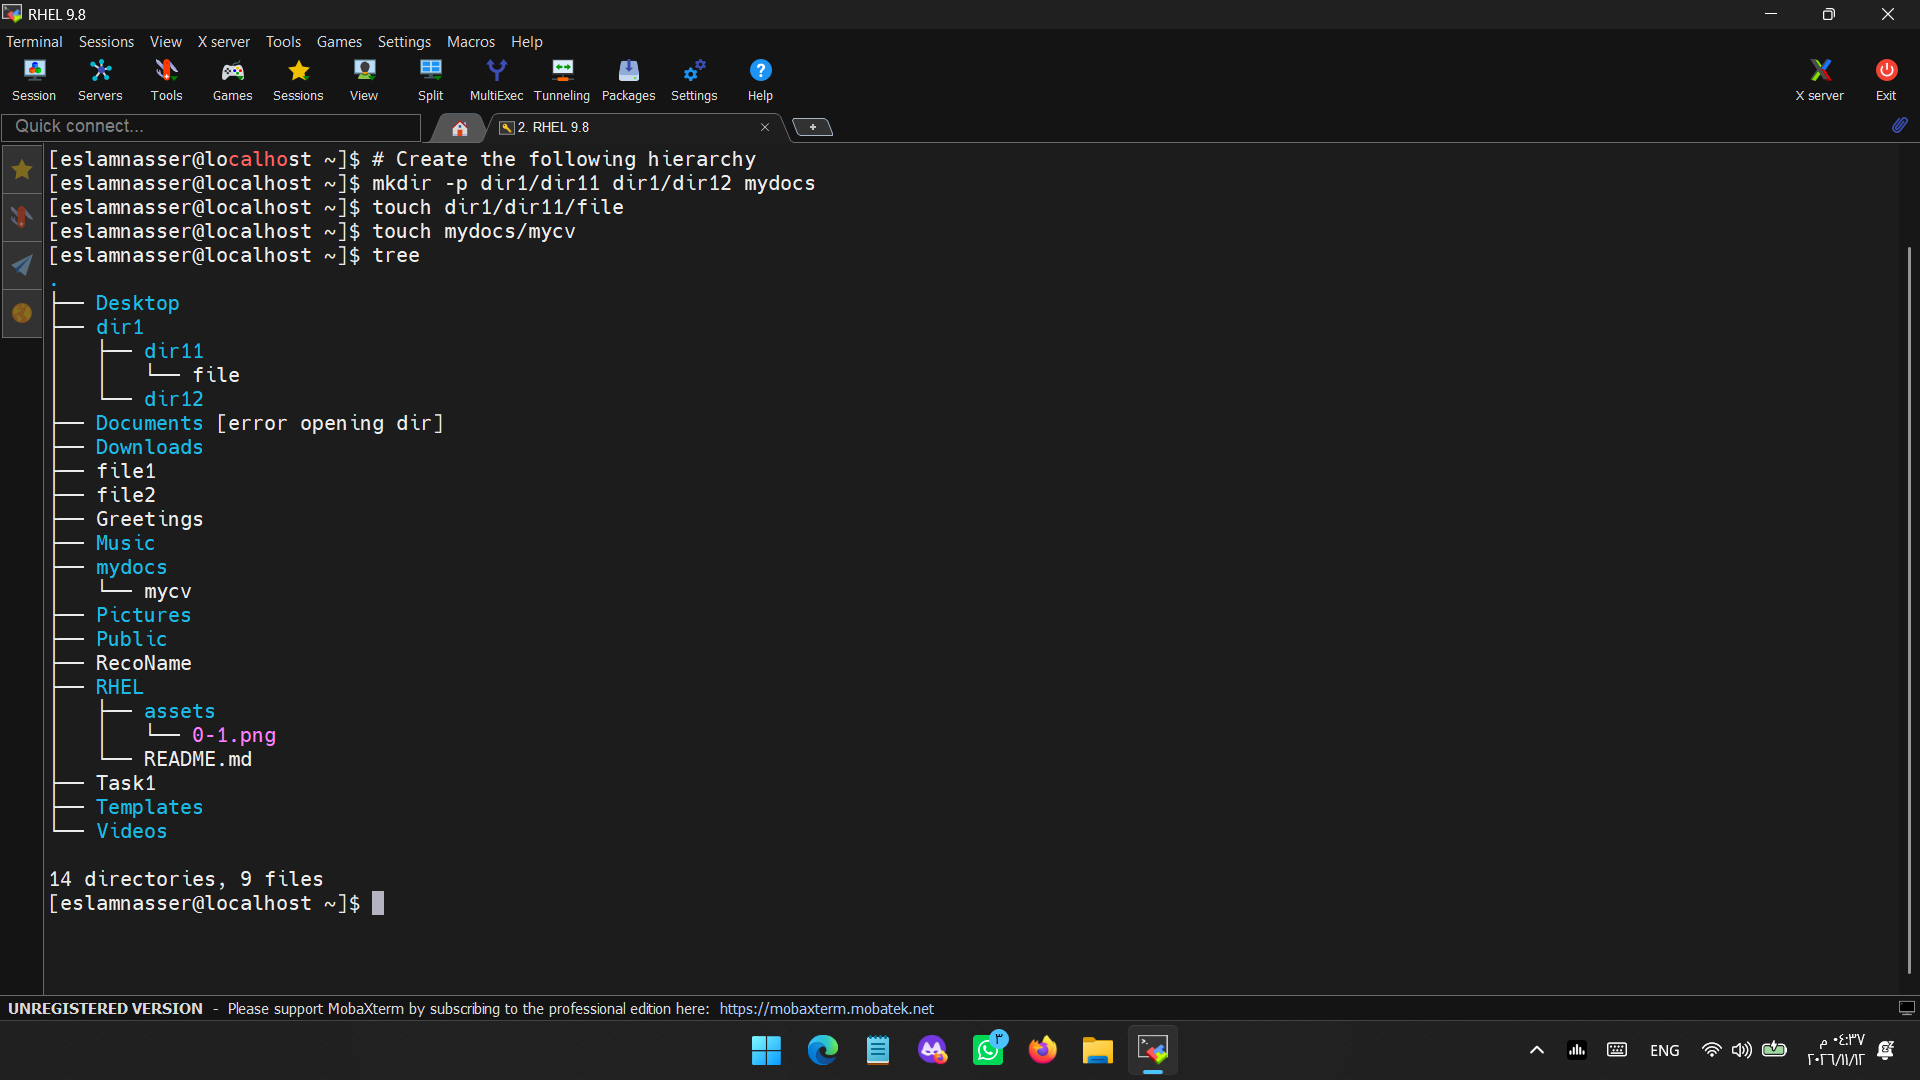 RHEL 9.8
Terminal Sessions View X server Tools Games Settings Macros Help
Session Servers Tools Games Sessions View Split MultiExec Tunneling Packages Settings Help X server Exit
Quick connect...
2. RHEL 9.8
[eslamnasser@localhost ~]$ # Create the following hierarchy
[eslamnasser@localhost ~]$ mkdir -p dir1/dir11 dir1/dir12 mydocs
[eslamnasser@localhost ~]$ touch dir1/dir11/file
[eslamnasser@localhost ~]$ touch mydocs/mycv
[eslamnasser@localhost ~]$ tree
.
├── Desktop
├── dir1
│   ├── dir11
│   │   └── file
│   └── dir12
├── Documents [error opening dir]
├── Downloads
├── file1
├── file2
├── Greetings
├── Music
├── mydocs
│   └── mycv
├── Pictures
├── Public
├── RecoName
├── RHEL
│   ├── assets
│   │   └── 0-1.png
│   └── README.md
├── Task1
├── Templates
└── Videos
14 directories, 9 files
[eslamnasser@localhost ~]$
UNREGISTERED VERSION - Please support MobaXterm by subscribing to the professional edition here: https://mobaxterm.mobatek.net
٣
ENG
٠٤:٣٧ م